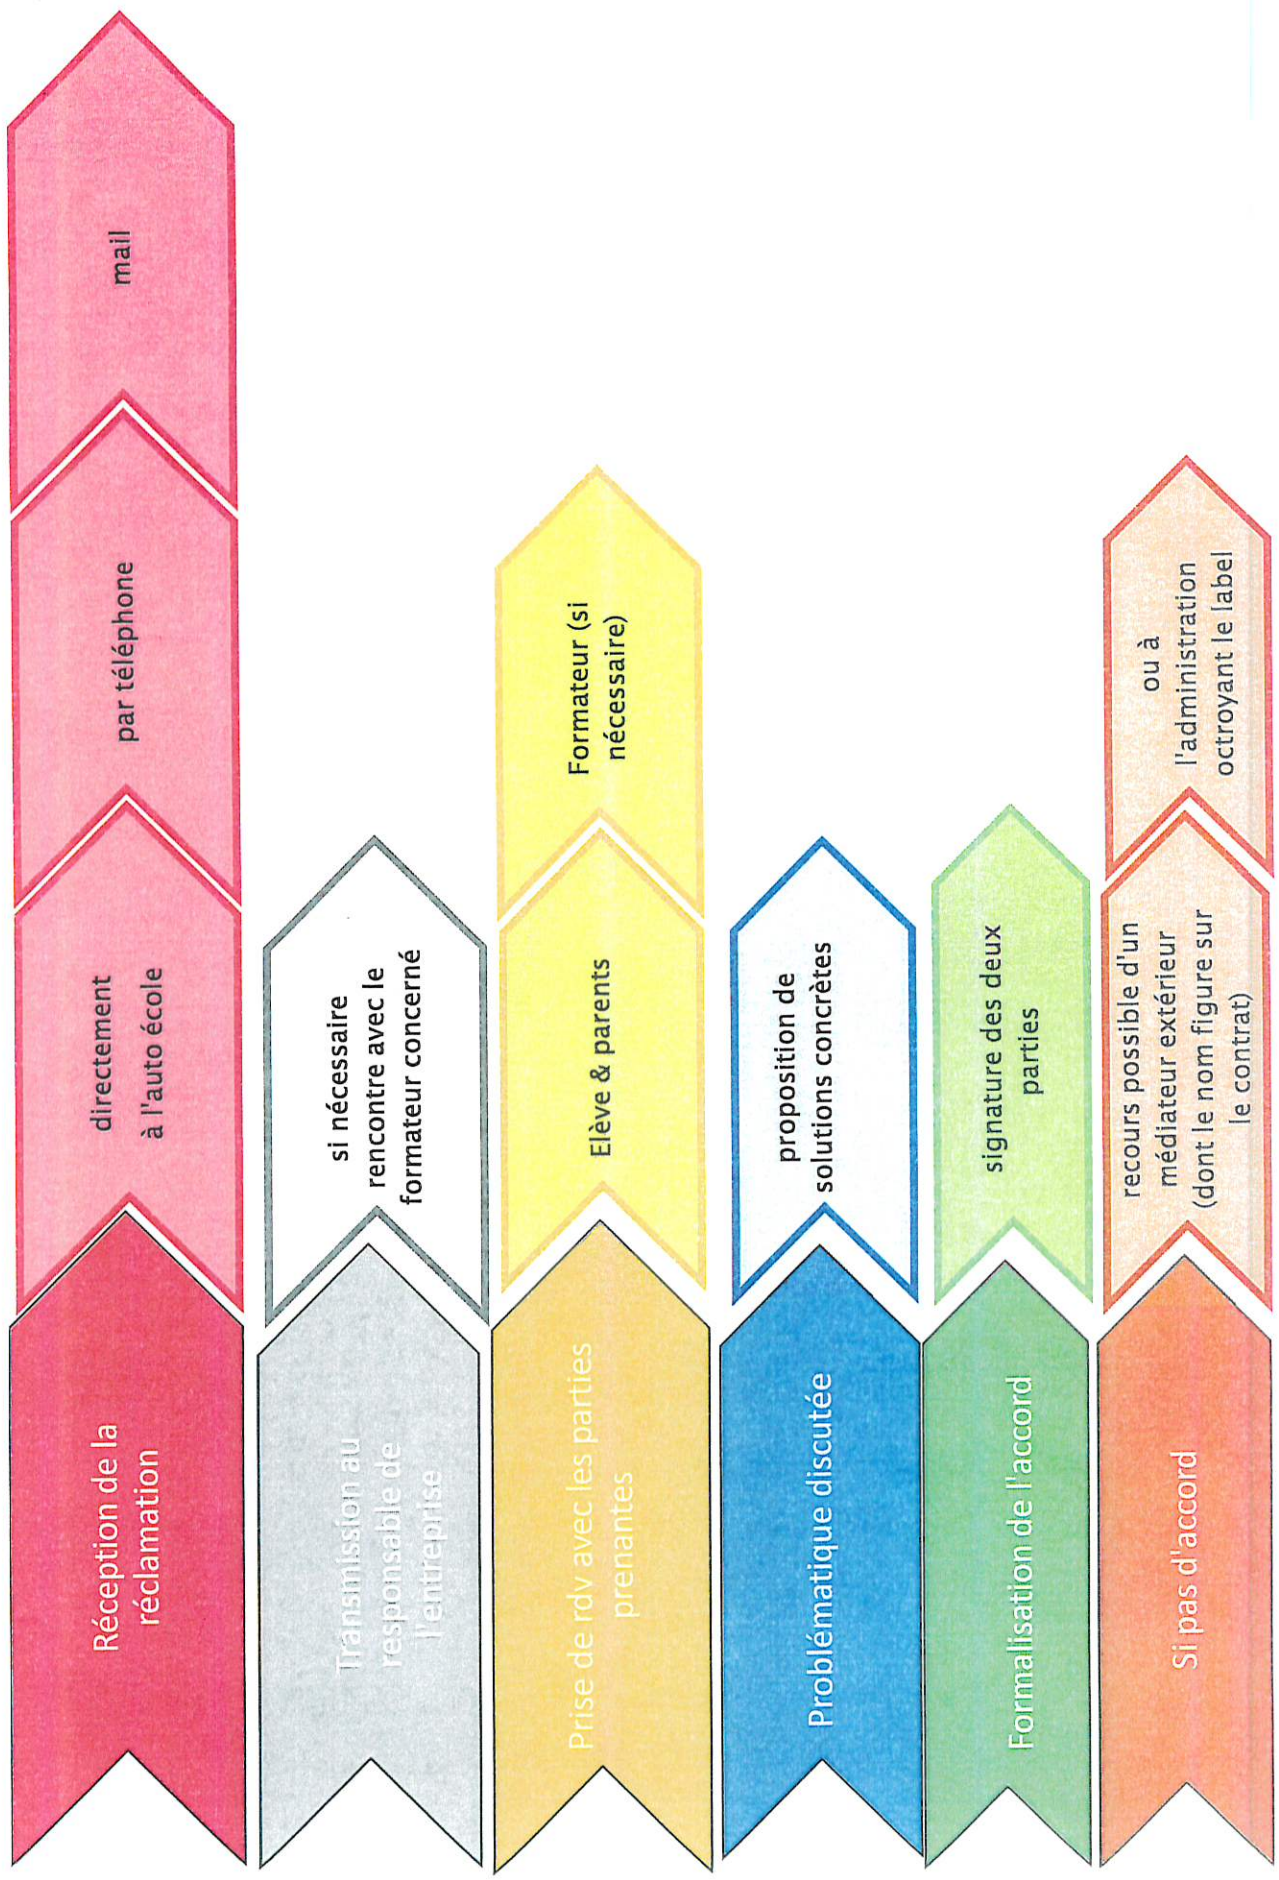 Réception de la
réclamation
directement
à l'auto école
par téléphone
mail
Transmission au
responsable de
l'entreprise
si nécessaire
rencontre avec le
formateur concerné
Prise de rdv avec les parties
prenantes
Elève & parents
Formateur (si
nécessaire)
Problématique discutée
proposition de
solutions concrètes
Formalisation de l'accord
signature des deux
parties
Si pas d'accord
recours possible d'un
médiateur extérieur
(dont le nom figure sur
le contrat)
ou à
l'administration
octroyant le label